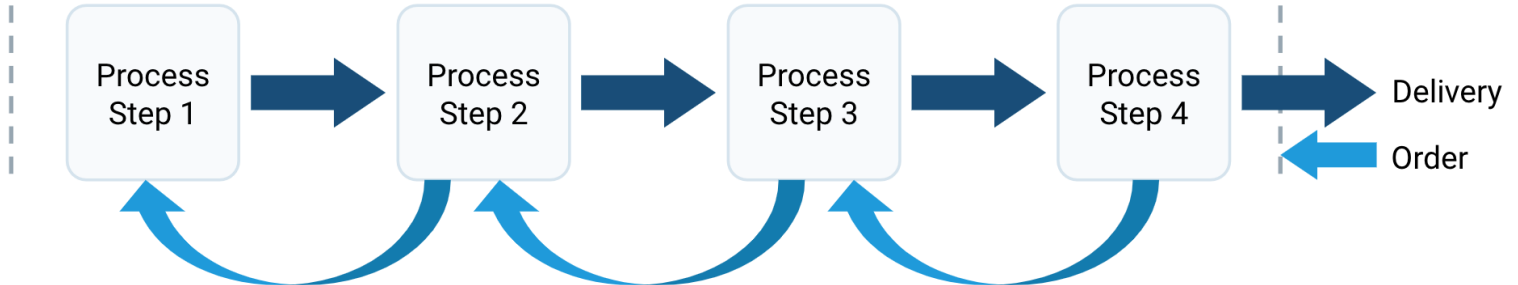 Process
Step 1
Process
Step 2
Process
Step 3
Process
Step 4
Delivery
Order